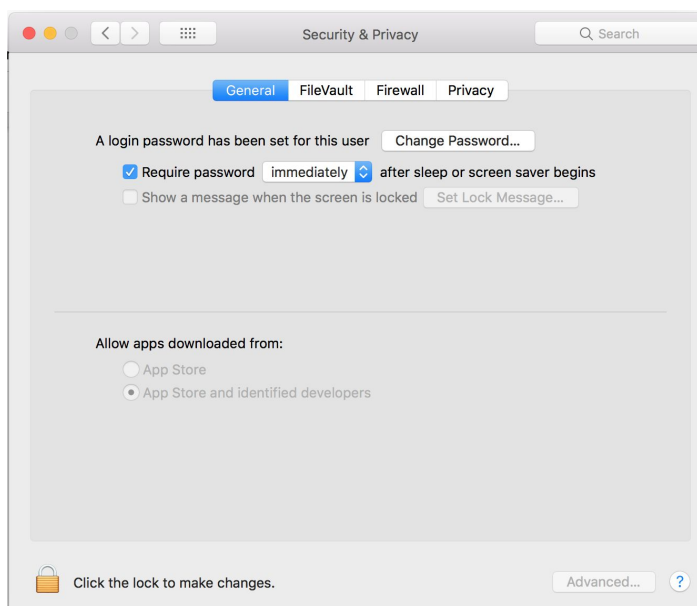 Security & Privacy
Search
General FileVault Firewall Privacy
A login password has been set for this user Change Password...
Require password immediately after sleep or screen saver begins
Show a message when the screen is locked Set Lock Message...
Allow apps downloaded from:
App Store
App Store and identified developers
Click the lock to make changes.
Advanced... ?